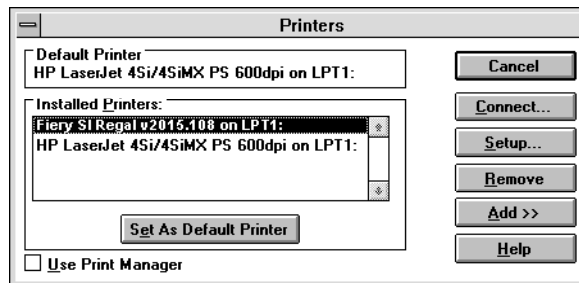 Printers
Default Printer
HP LaserJet 4Si/4SiMX PS 600dpi on LPT1:
Installed Printers:
Fiery SI Regal v2015.108 on LPT1:
HP LaserJet 4Si/4SiMX PS 600dpi on LPT1:
Set As Default Printer
Use Print Manager
Cancel
Connect...
Setup...
Remove
Add >>
Help